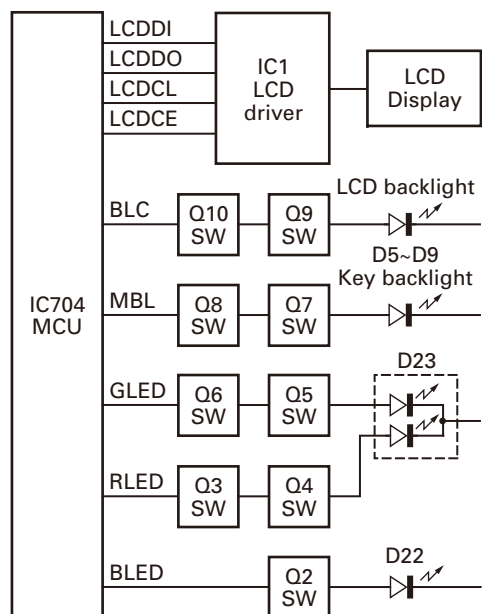 LCDDI
LCDDO
LCDCL
LCDCE
IC1
LCD
driver
LCD
Display
LCD backlight
BLC
Q10
SW
Q9
SW
D5~D9
Key backlight
IC704
MCU
MBL
Q8
SW
Q7
SW
D23
GLED
Q6
SW
Q5
SW
RLED
Q3
SW
Q4
SW
D22
BLED
Q2
SW